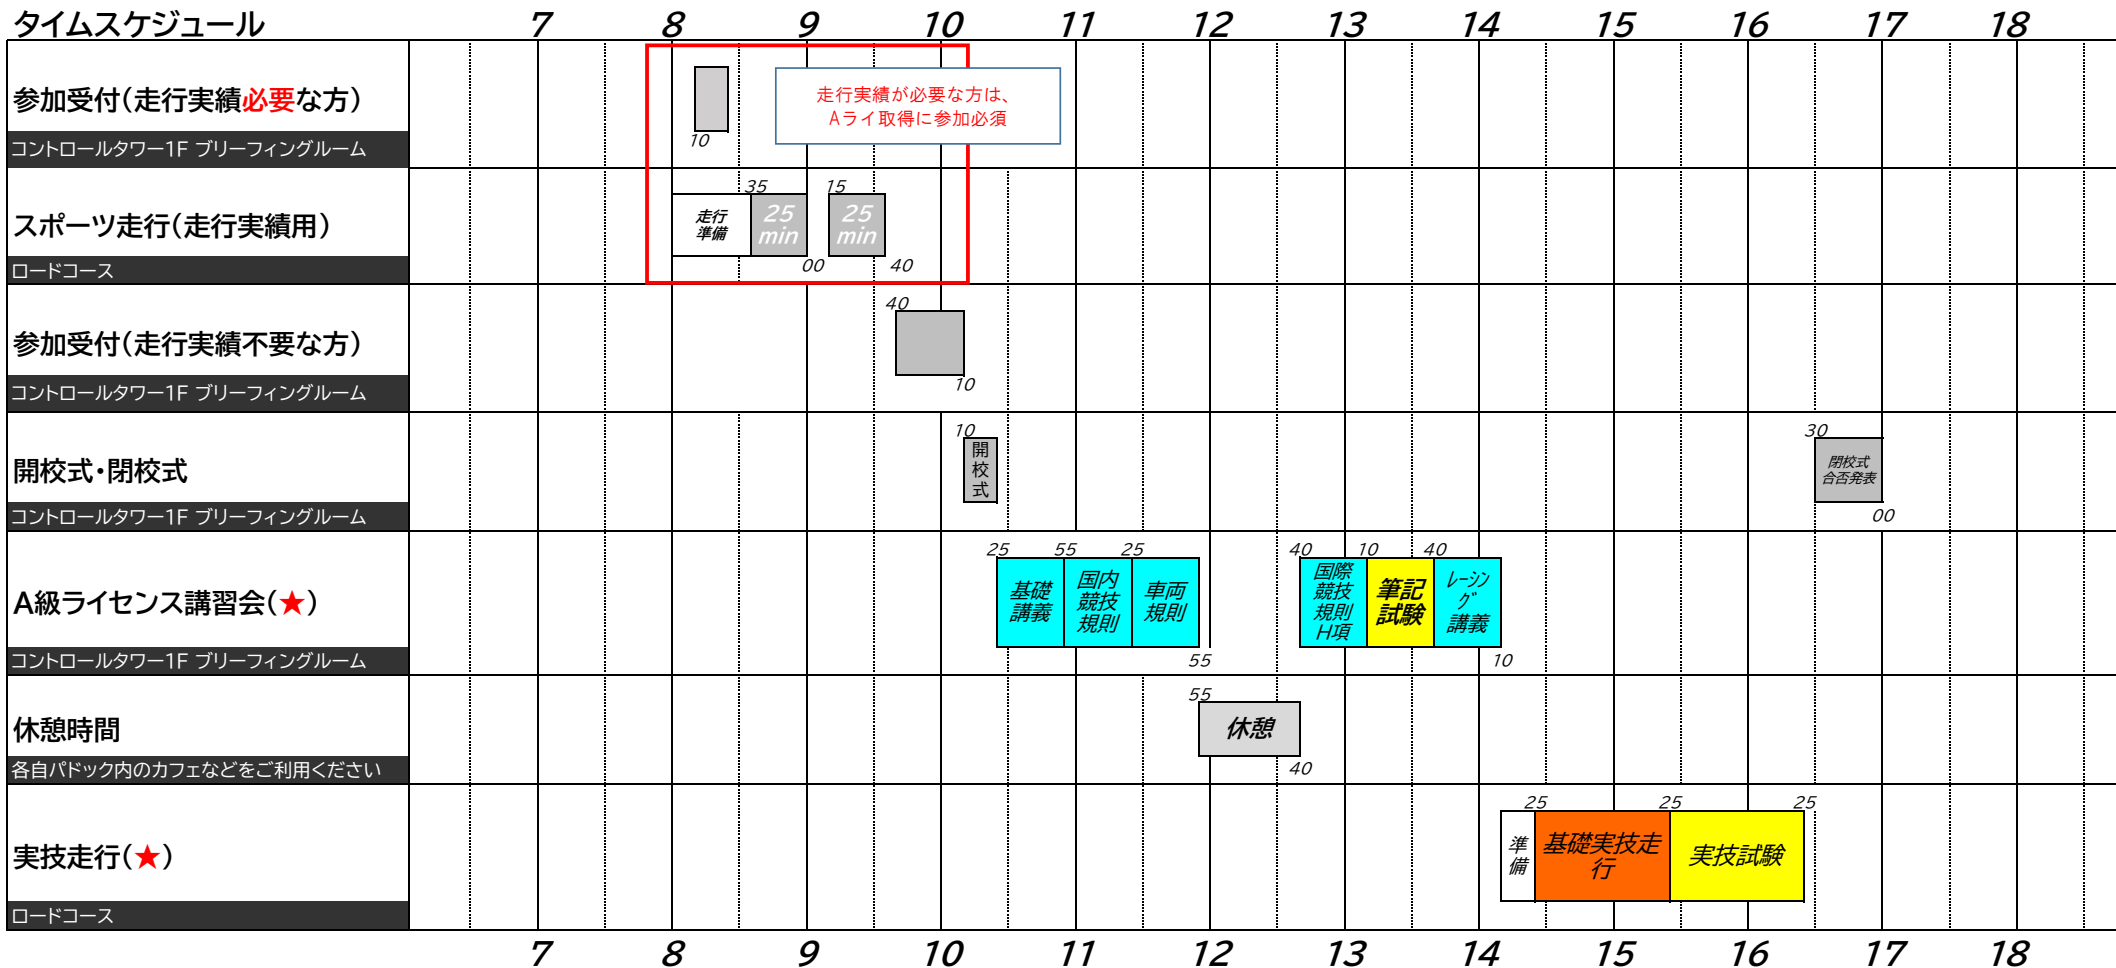 タイムスケジュール 7 8 9 10 11 12 13 14 15 16 17 18
参加受付(走行実績必要な方)
コントロールタワー1F ブリーフィングルーム
10
走行実績が必要な方は、
Aライ取得に参加必須
スポーツ走行(走行実績用)
ロードコース
走行
準備
35
25
min
00
15
25
min
40
参加受付(走行実績不要な方)
コントロールタワー1F ブリーフィングルーム
40
10
開校式・閉校式
コントロールタワー1F ブリーフィングルーム
10
開
校
式
30
閉校式
合否発表
00
A級ライセンス講習会(★)
コントロールタワー1F ブリーフィングルーム
25
基礎
講義
55
国内
競技
規則
25
車両
規則
55
40
国際
競技
規則
H項
10
筆記
試験
40
レーシン
グ
講義
10
休憩時間
各自パドック内のカフェなどをご利用ください
55
休憩
40
実技走行(★)
ロードコース
準
備
25
基礎実技走
行
25
実技試験
25
7 8 9 10 11 12 13 14 15 16 17 18